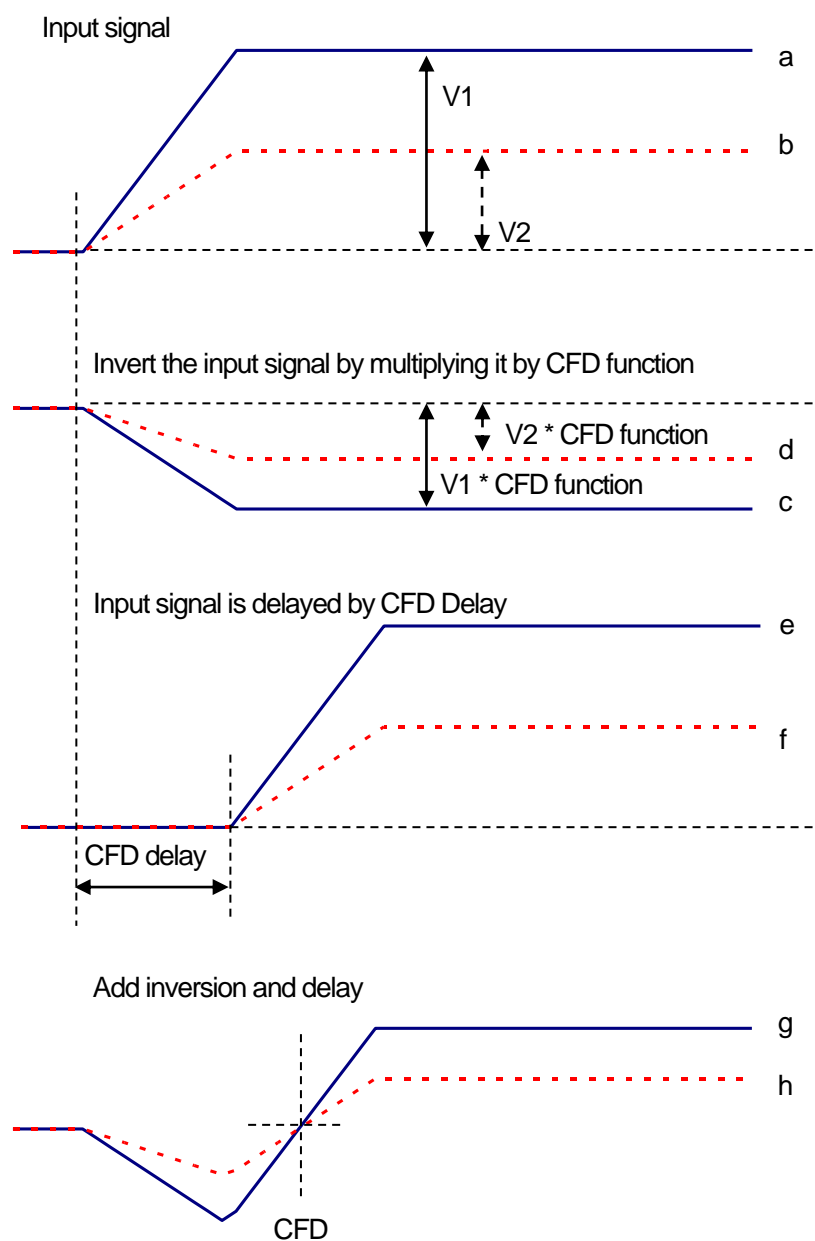 Input signal
a
V1
b
V2
Invert the input signal by multiplying it by CFD function
V2 * CFD function
d
V1 * CFD function
c
Input signal is delayed by CFD Delay
e
f
CFD delay
Add inversion and delay
g
h
CFD